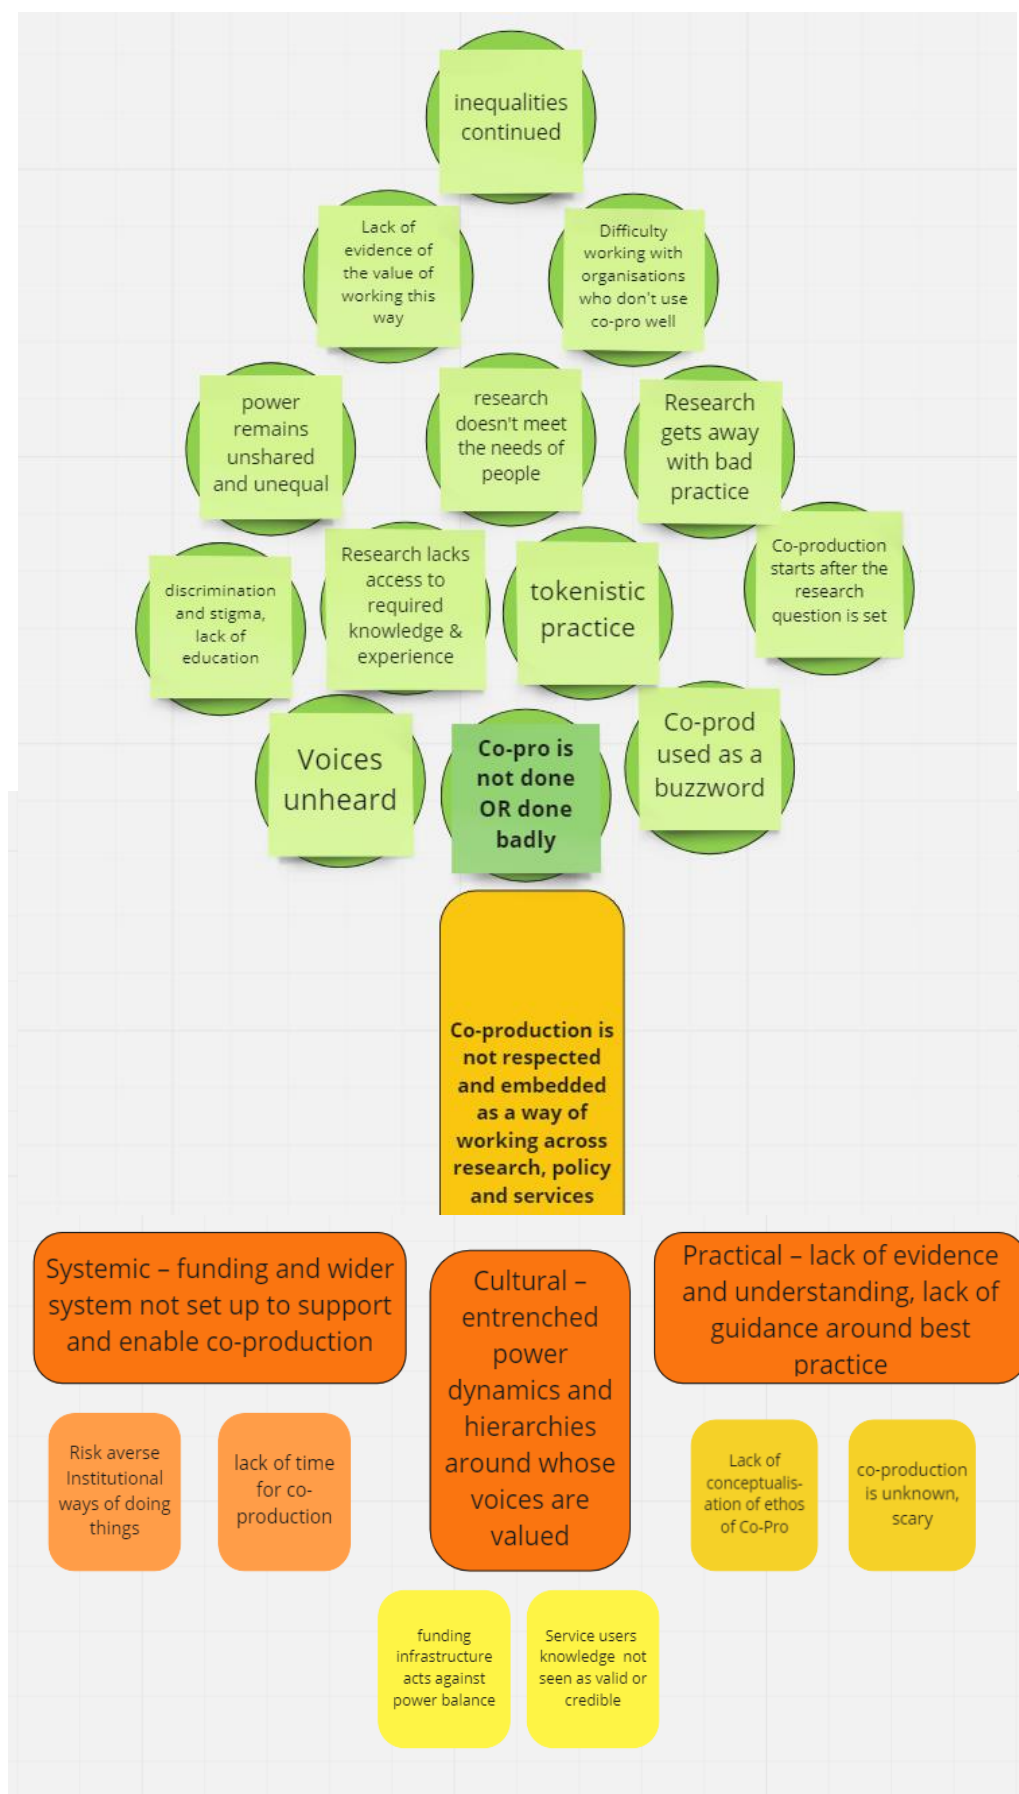 inequalities
continued
Lack of
evidence of
the value of
working this
way
Difficulty
working with
organisations
who don't use
co-pro well
power
remains
unshared
and unequal
research
doesn't meet
the needs of
people
Research
gets away
with bad
practice
discrimination
and stigma,
lack of
education
Research lacks
access to
required
knowledge &
experience
tokenistic
practice
Co-production
starts after the
research
question is set
Voices
unheard
Co-pro is
not done
OR done
badly
Co-prod
used as a
buzzword
Co-production is
not respected
and embedded
as a way of
working across
research, policy
and services
Systemic – funding and wider
system not set up to support
and enable co-production
Cultural –
entrenched
power
dynamics and
hierarchies
around whose
voices are
valued
Practical – lack of evidence
and understanding, lack of
guidance around best
practice
Risk averse
Institutional
ways of doing
things
lack of time
for co-
production
Lack of
conceptualis-
ation of ethos
of Co-Pro
co-production
is unknown,
scary
funding
infrastructure
acts against
power balance
Service users
knowledge not
seen as valid or
credible